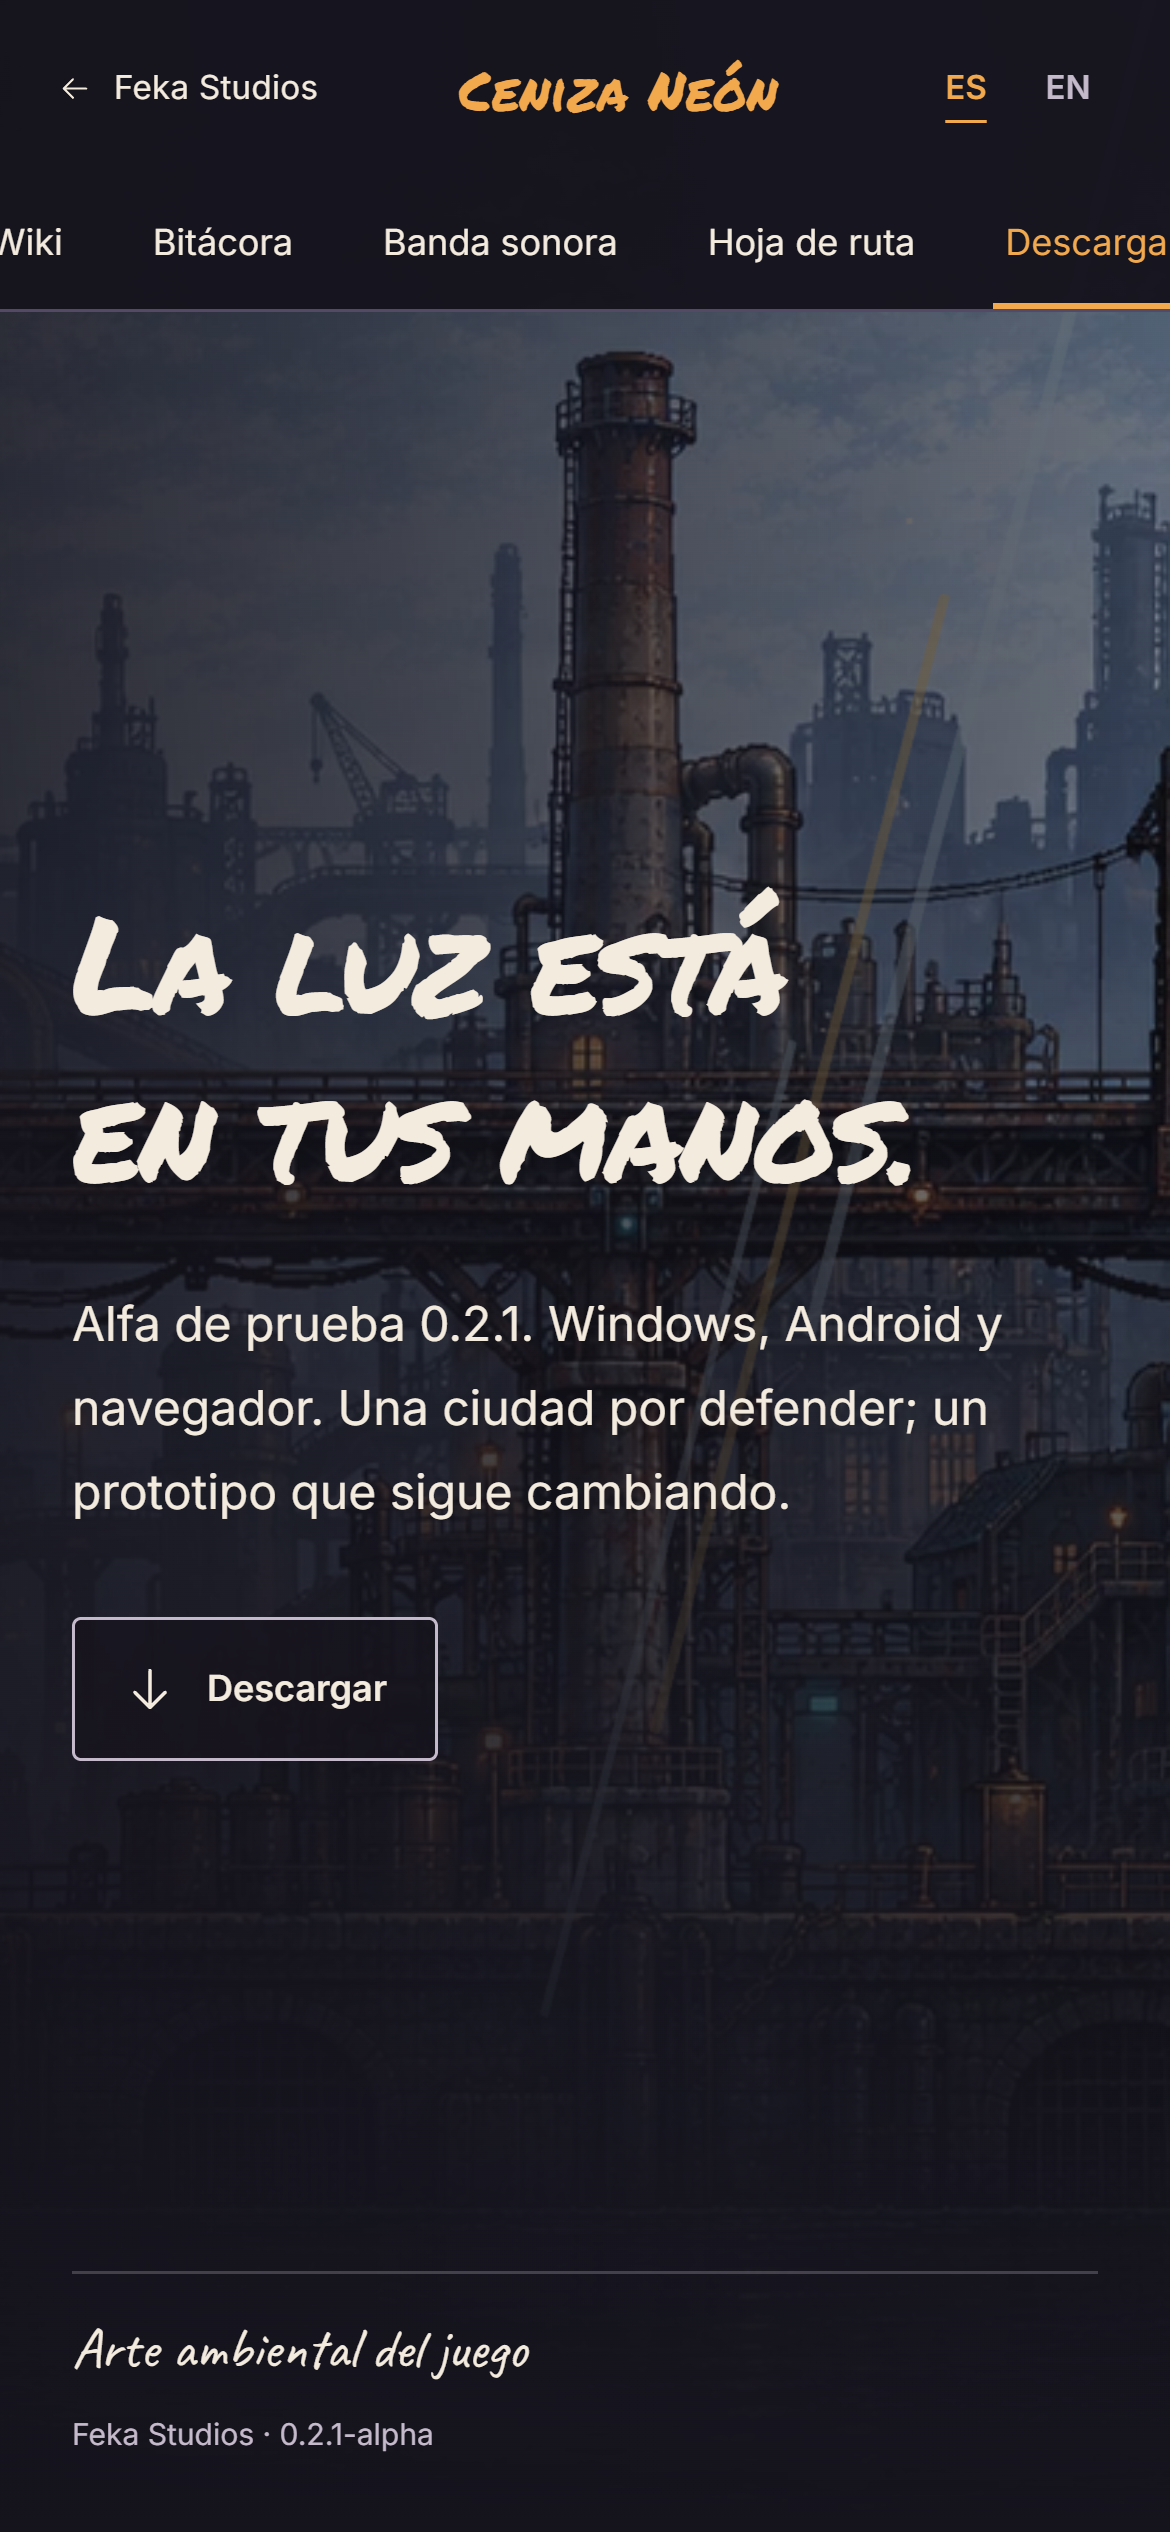 Feka Studios
Ceniza Neón
ES EN
Wiki Bitácora Banda sonora Hoja de ruta Descarga
La luz está
en tus manos.
Alfa de prueba 0.2.1. Windows, Android y
navegador. Una ciudad por defender; un
prototipo que sigue cambiando.
Descargar
Arte ambiental del juego
Feka Studios · 0.2.1-alpha